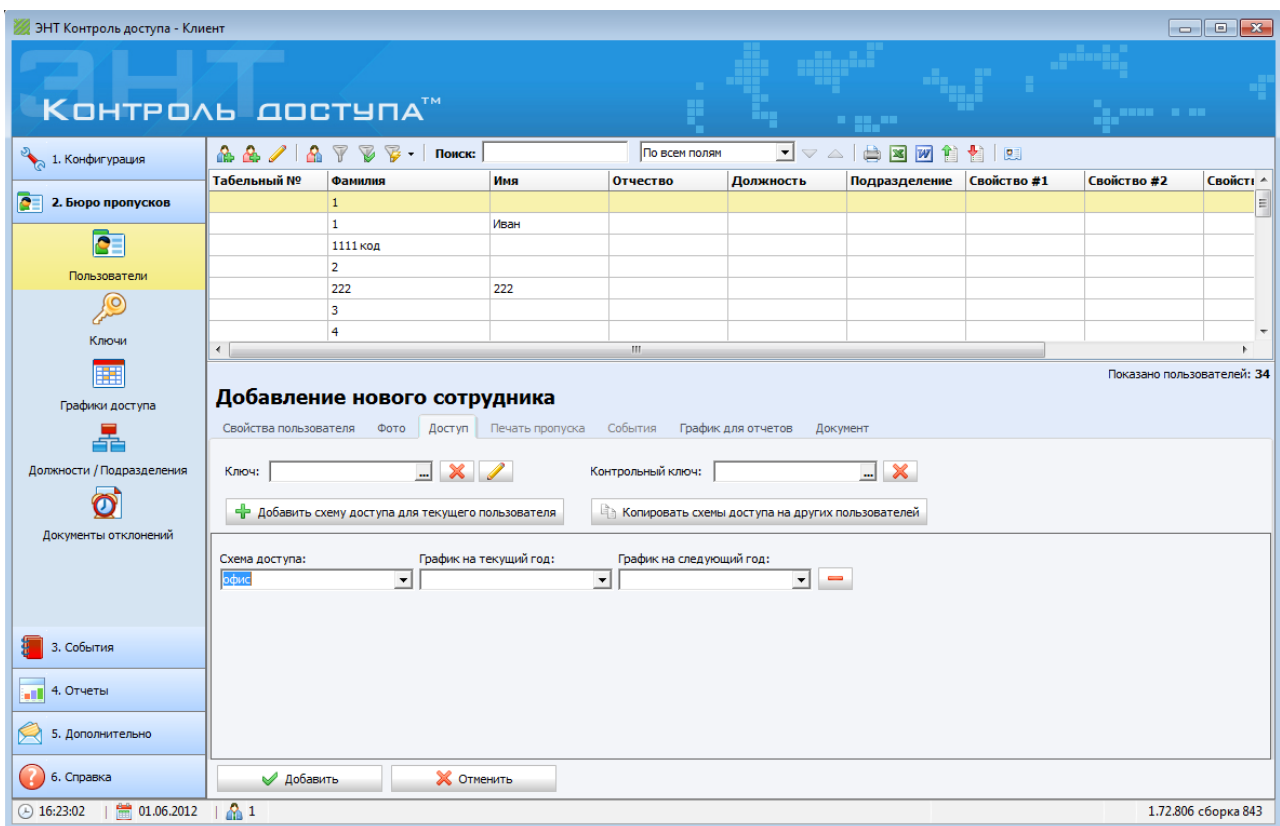 ЭНТ Контроль доступа - Клиент
ЭНТ
КОНТРОЛЬ ДОСТУПА™
1. Конфигурация
2. Бюро пропусков
Пользователи
Ключи
Графики доступа
Должности / Подразделения
Документы отклонений
3. События
4. Отчеты
5. Дополнительно
6. Справка
Поиск: По всем полям
Табельный № Фамилия Имя Отчество Должность Подразделение Свойство #1 Свойство #2 Свойств
1
1 Иван
1111 код
2
222 222
3
4
Показано пользователей: 34
Добавление нового сотрудника
Свойства пользователя Фото Доступ Печать пропуска События График для отчетов Документ
Ключ: ... Контрольный ключ: ...
Добавить схему доступа для текущего пользователя Копировать схемы доступа на других пользователей
Схема доступа: График на текущий год: График на следующий год:
офис
Добавить Отменить
16:23:02 | 01.06.2012 | 1 1.72.806 сборка 843